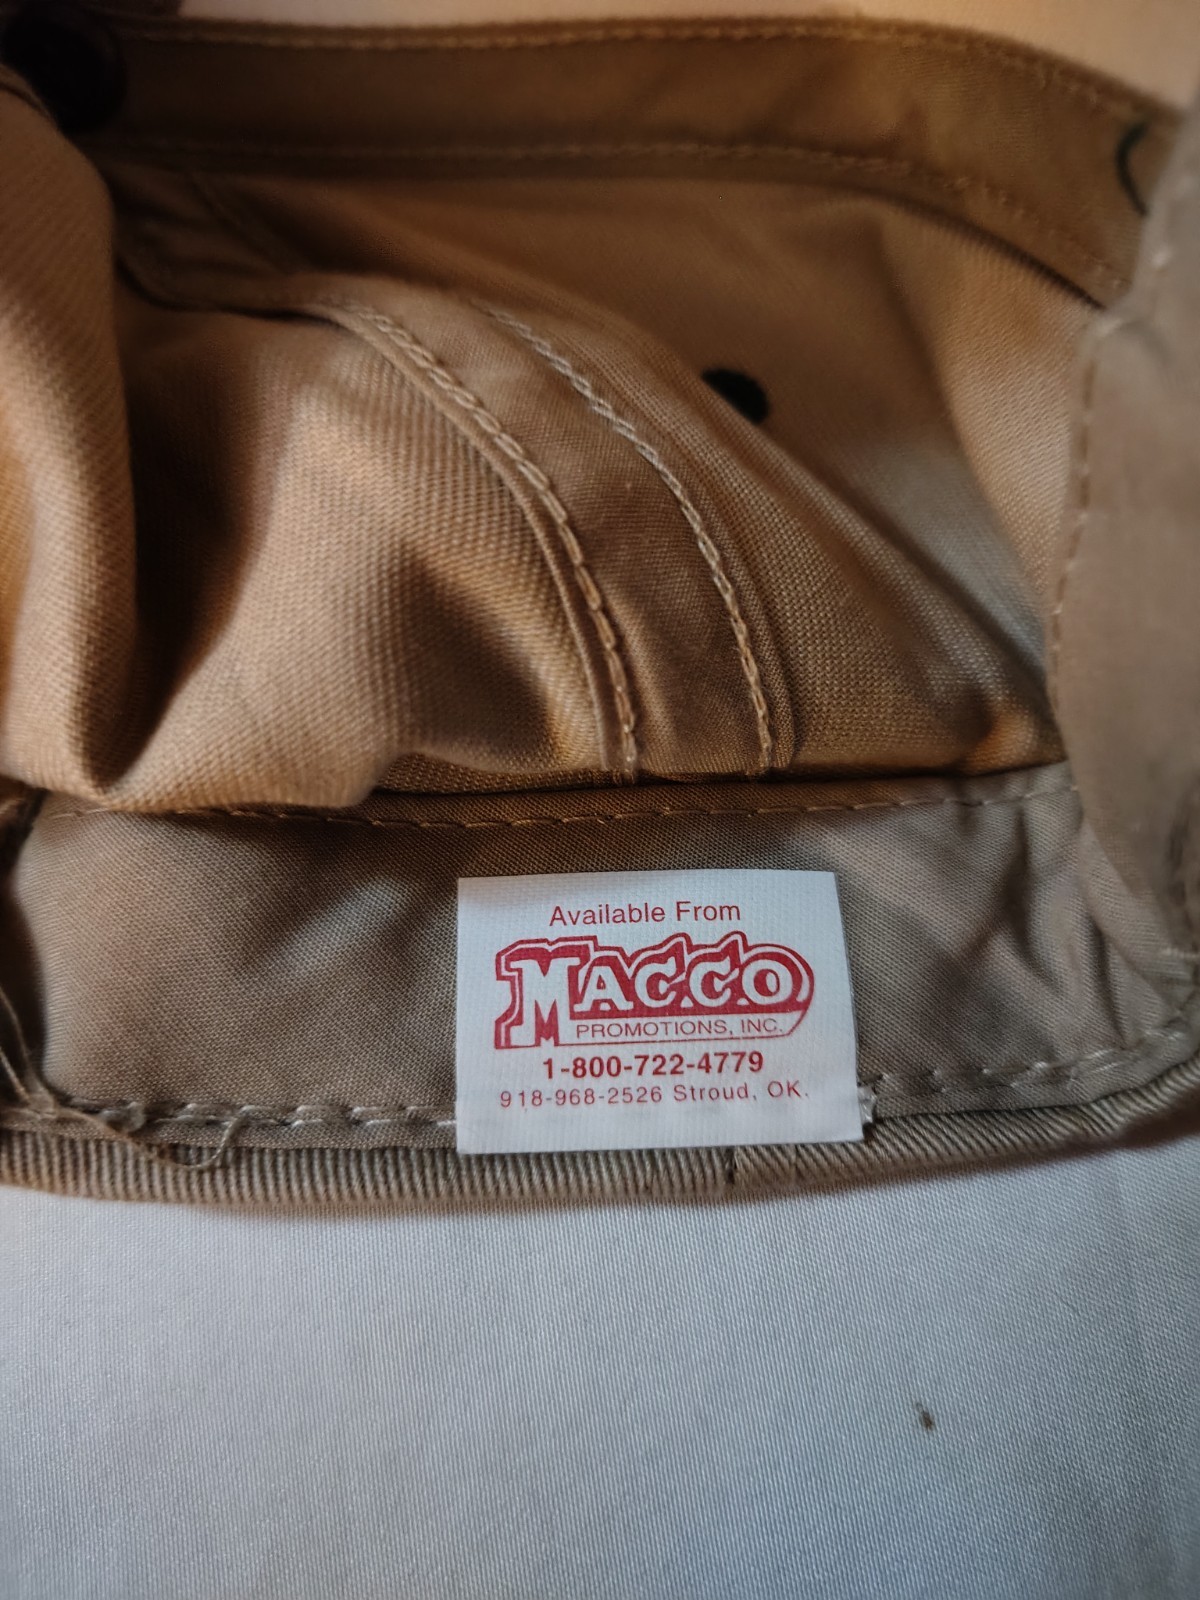 Available From
MACCO
PROMOTIONS, INC.
1-800-722-4779
918-968-2526 Stroud, OK.